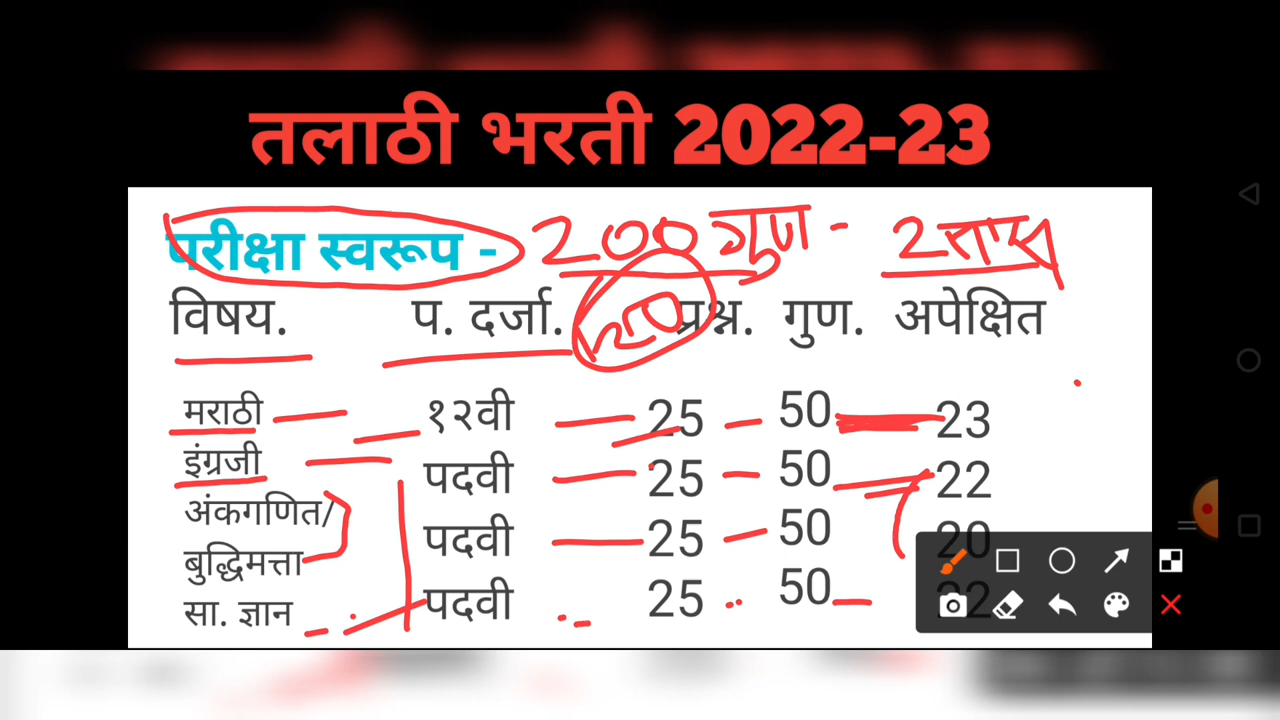 तलाठी भरती 2022-23
परीक्षा स्वरूप - 200 गुण - 2 तास
विषय. प. दर्जा. प्रश्न. गुण. अपेक्षित
मराठी १२वी 25 50 23
इंग्रजी पदवी 25 50 22
अंकगणित/
बुद्धिमत्ता पदवी 25 50 20
सा. ज्ञान पदवी 25 50